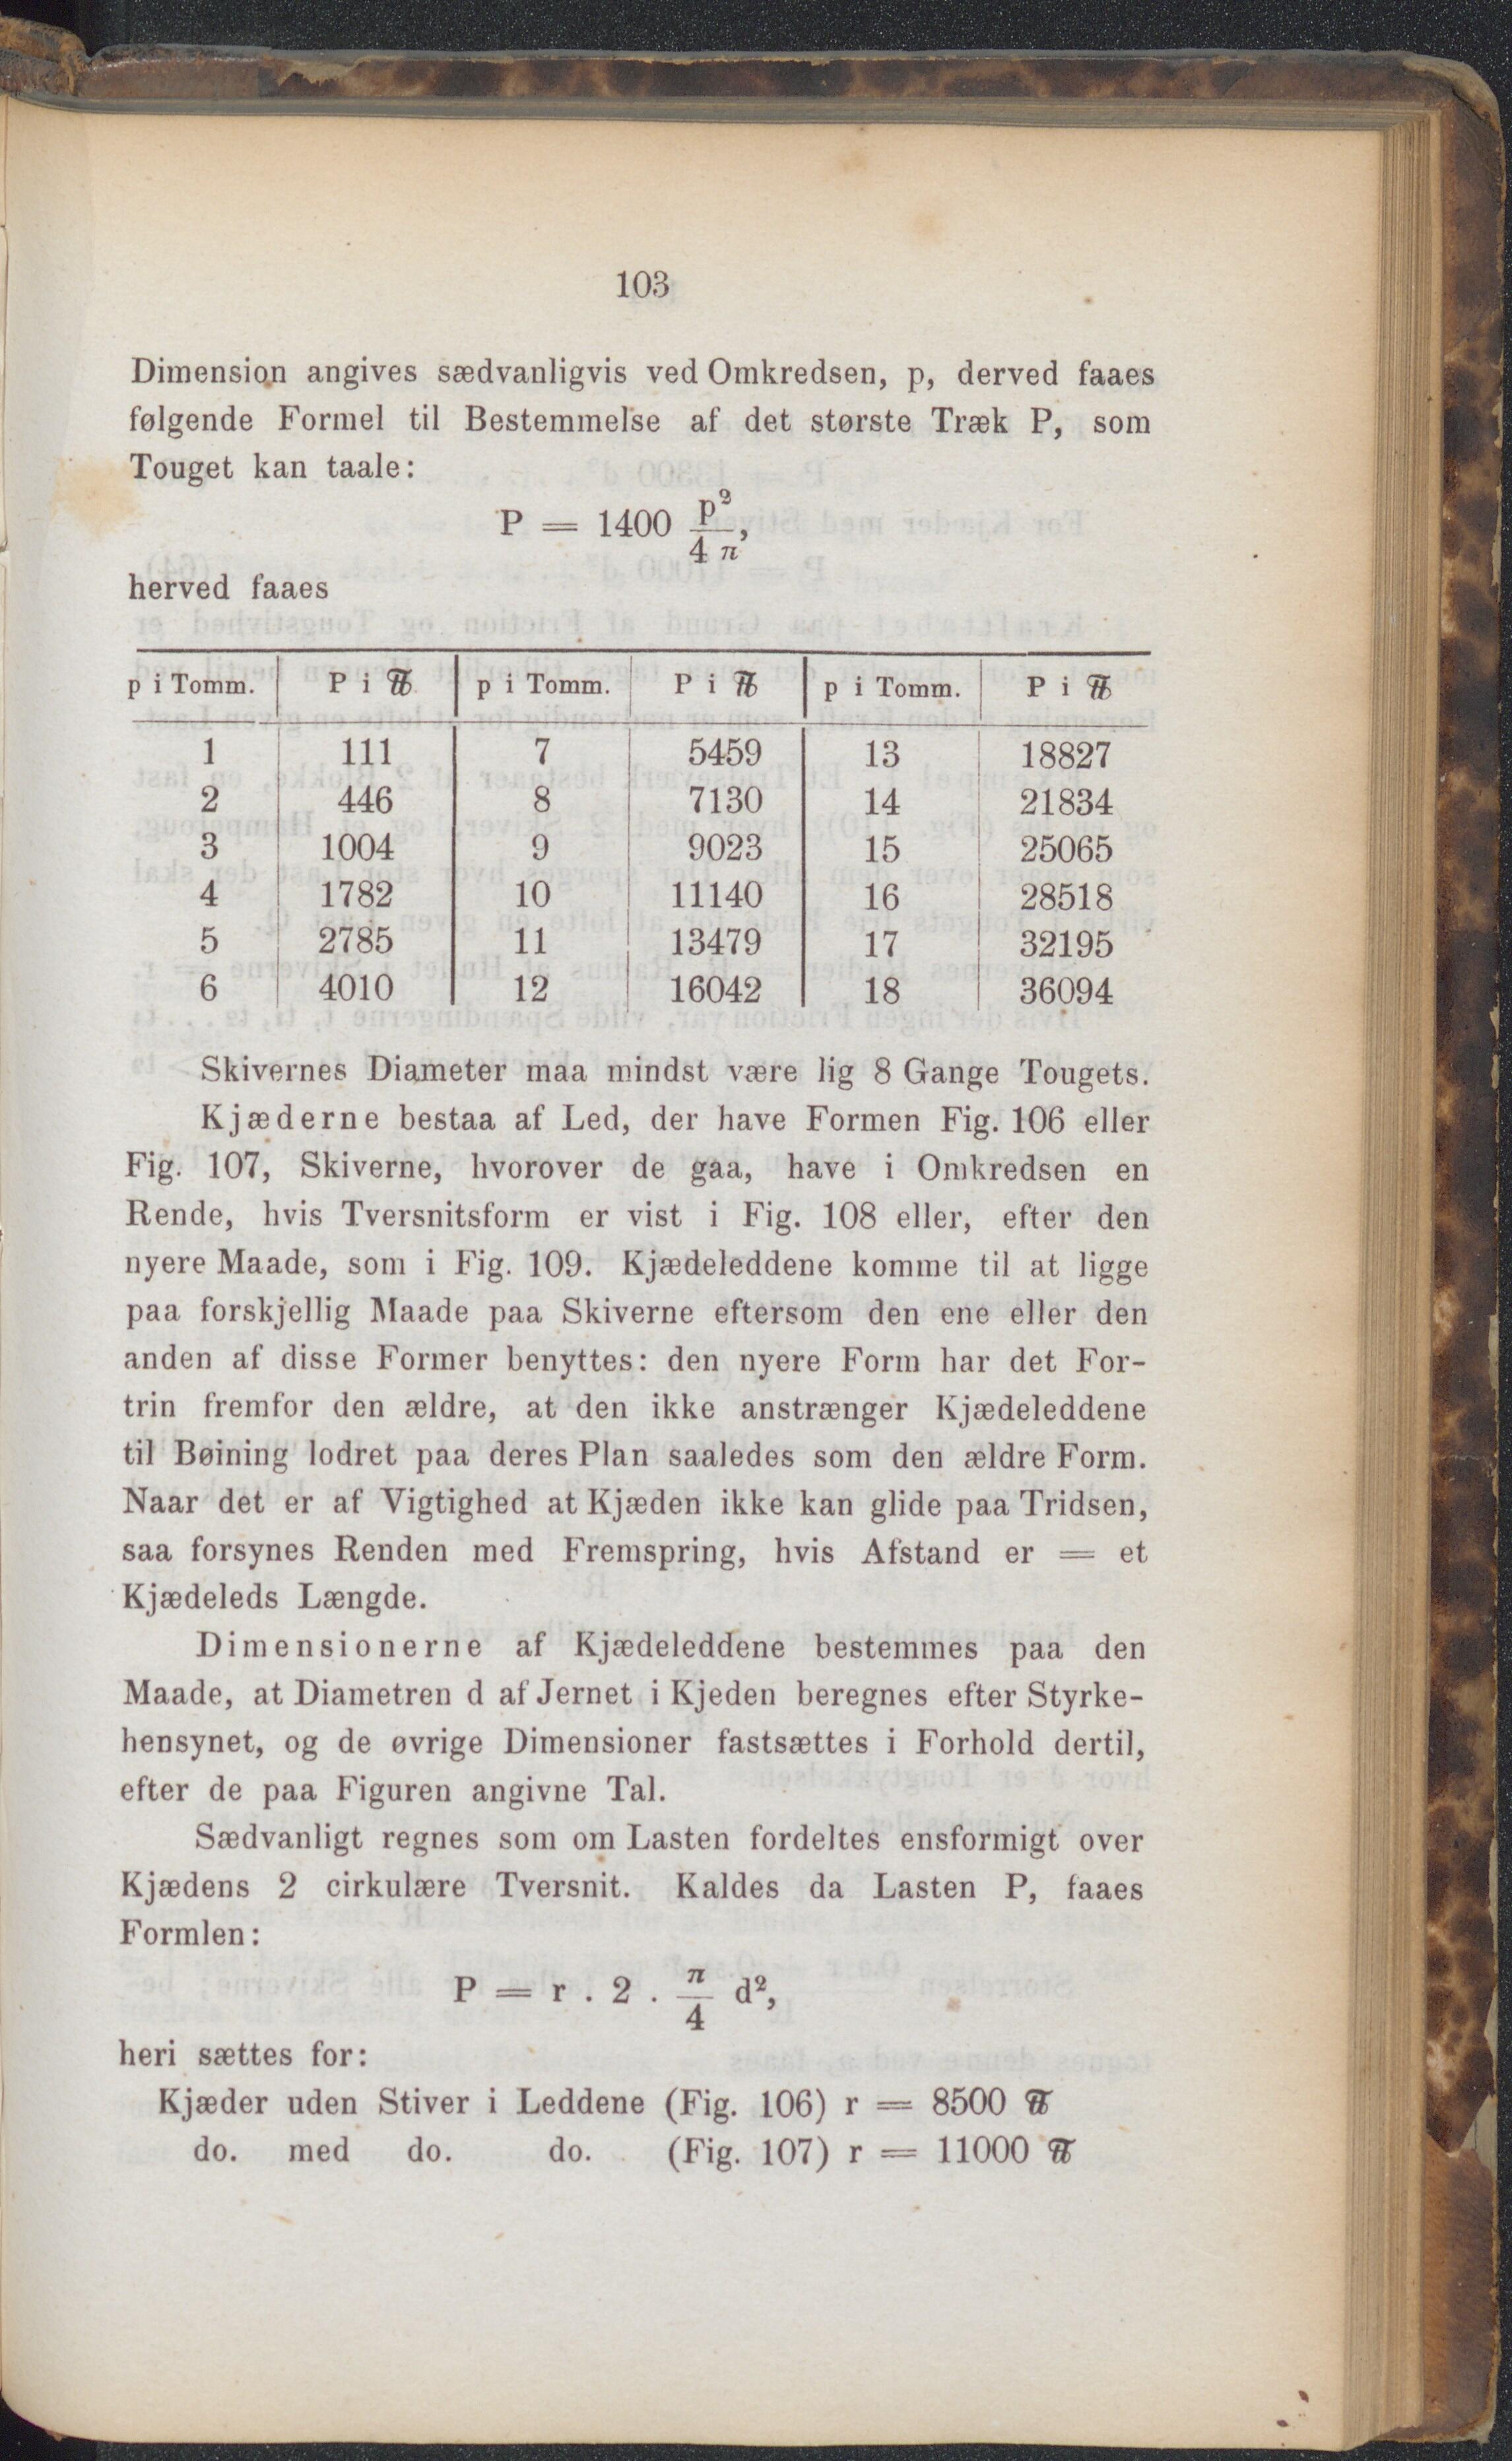 103
Dimension angives sædvanligvis ved Omkredsen, p, derved faaes
følgende Formel til Bestemmelse af det største Træk P, som
Touget kan taale:
P = 1400 p²/4 π,
herved faaes
p i Tomm. P i ℔ p i Tomm. P i ℔ p i Tomm. P i ℔
1 111 7 5459 13 18827
2 446 8 7130 14 21834
3 1004 9 9023 15 25065
4 1782 10 11140 16 28518
5 2785 11 13479 17 32195
6 4010 12 16042 18 36094
Skivernes Diameter maa mindst være lig 8 Gange Tougets.
Kjæderne bestaa af Led, der have Formen Fig. 106 eller
Fig. 107, Skiverne, hvorover de gaa, have i Omkredsen en
Rende, hvis Tversnitsform er vist i Fig. 108 eller, efter den
nyere Maade, som i Fig. 109. Kjædeleddene komme til at ligge
paa forskjellig Maade paa Skiverne eftersom den ene eller den
anden af disse Former benyttes: den nyere Form har det For-
trin fremfor den ældre, at den ikke anstrænger Kjædeleddene
til Bøining lodret paa deres Plan saaledes som den ældre Form.
Naar det er af Vigtighed at Kjæden ikke kan glide paa Tridsen,
saa forsynes Renden med Fremspring, hvis Afstand er = et
Kjædeleds Længde.
Dimensionerne af Kjædeleddene bestemmes paa den
Maade, at Diametren d af Jernet i Kjeden beregnes efter Styrke-
hensynet, og de øvrige Dimensioner fastsættes i Forhold dertil,
efter de paa Figuren angivne Tal.
Sædvanligt regnes som om Lasten fordeltes ensformigt over
Kjædens 2 cirkulære Tversnit. Kaldes da Lasten P, faaes
Formlen:
P = r . 2 . π/4 d²,
heri sættes for:
Kjæder uden Stiver i Leddene (Fig. 106) r = 8500 ℔
do. med do. do. (Fig. 107) r = 11000 ℔